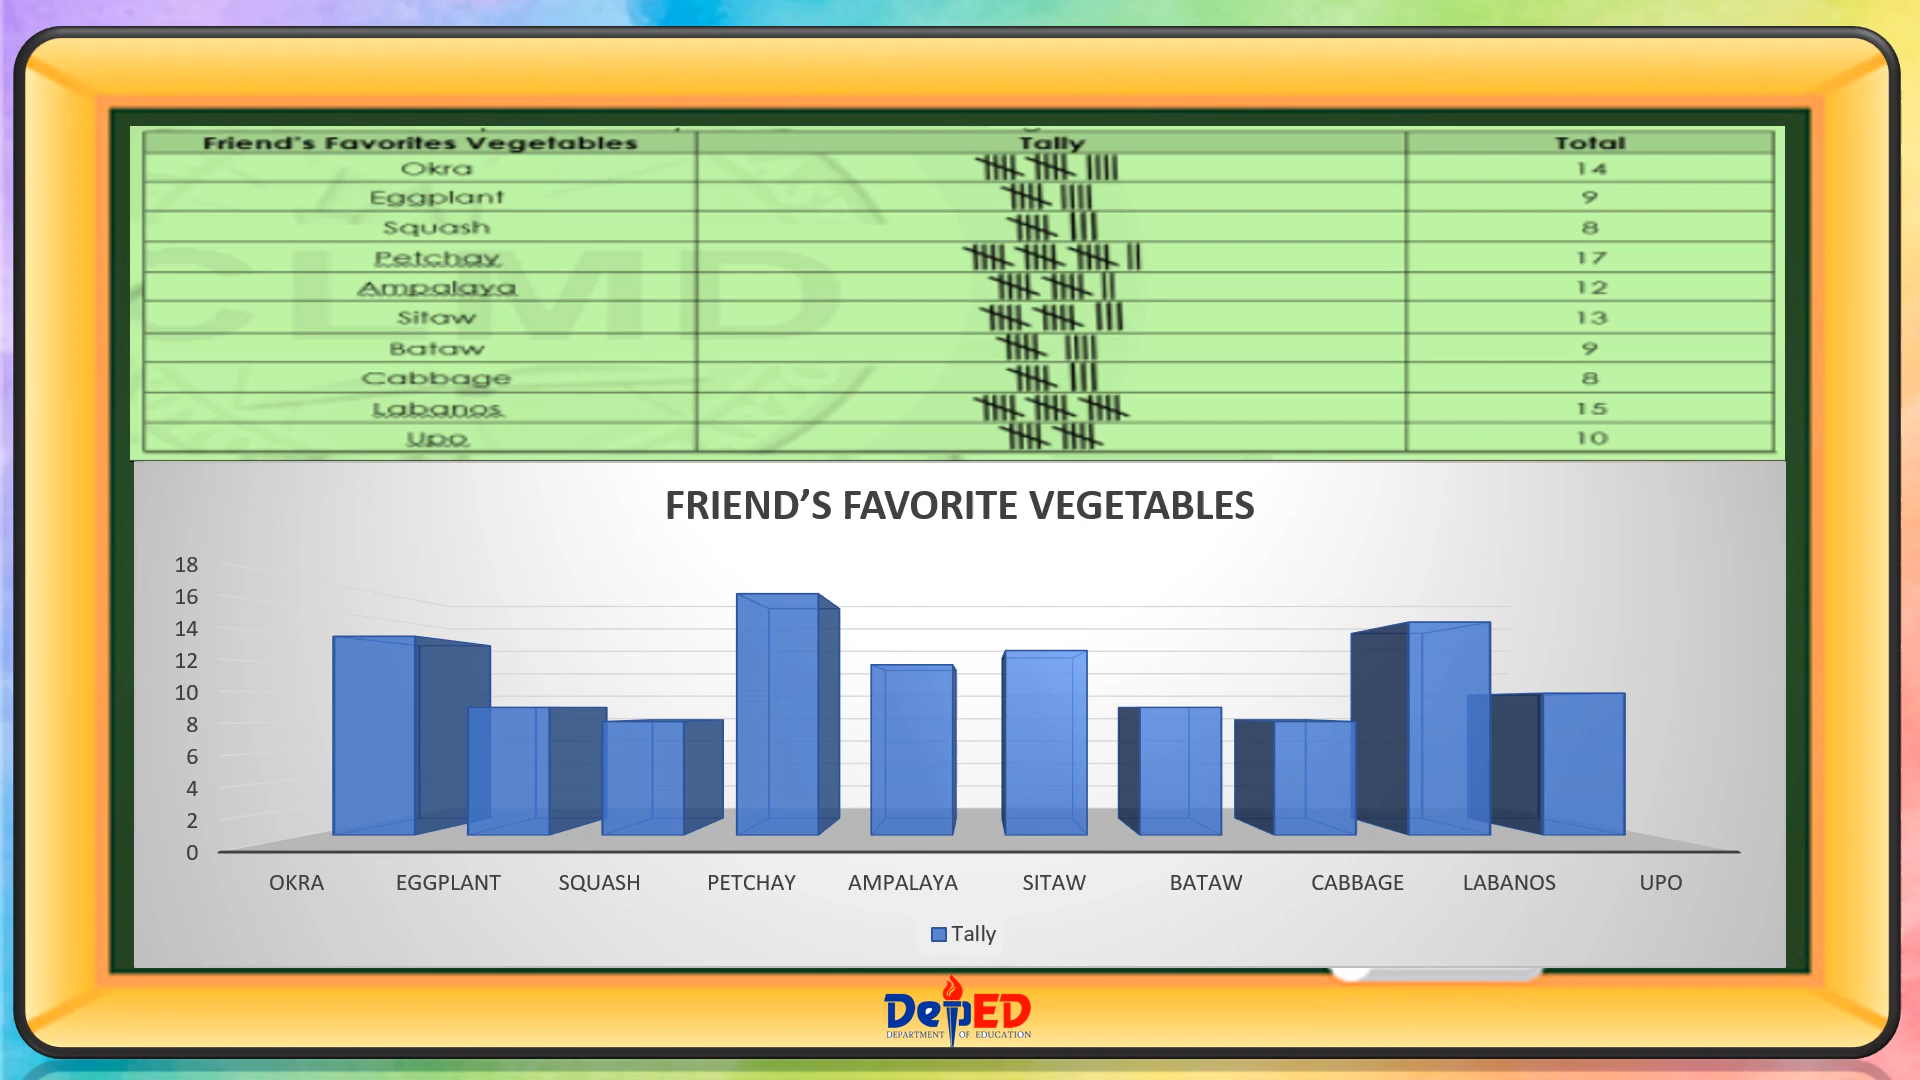 Friend's Favorites Vegetables Tally Total
Okra 14
Eggplant 9
Squash 8
Petchay 17
Ampalaya 12
Sitaw 13
Bataw 9
Cabbage 8
Labanos 15
Upo 10
CLMD
FRIEND’S FAVORITE VEGETABLES
18
16
14
12
10
8
6
4
2
0
OKRA EGGPLANT SQUASH PETCHAY AMPALAYA SITAW BATAW CABBAGE LABANOS UPO
Tally
DepED
DEPARTMENT OF EDUCATION